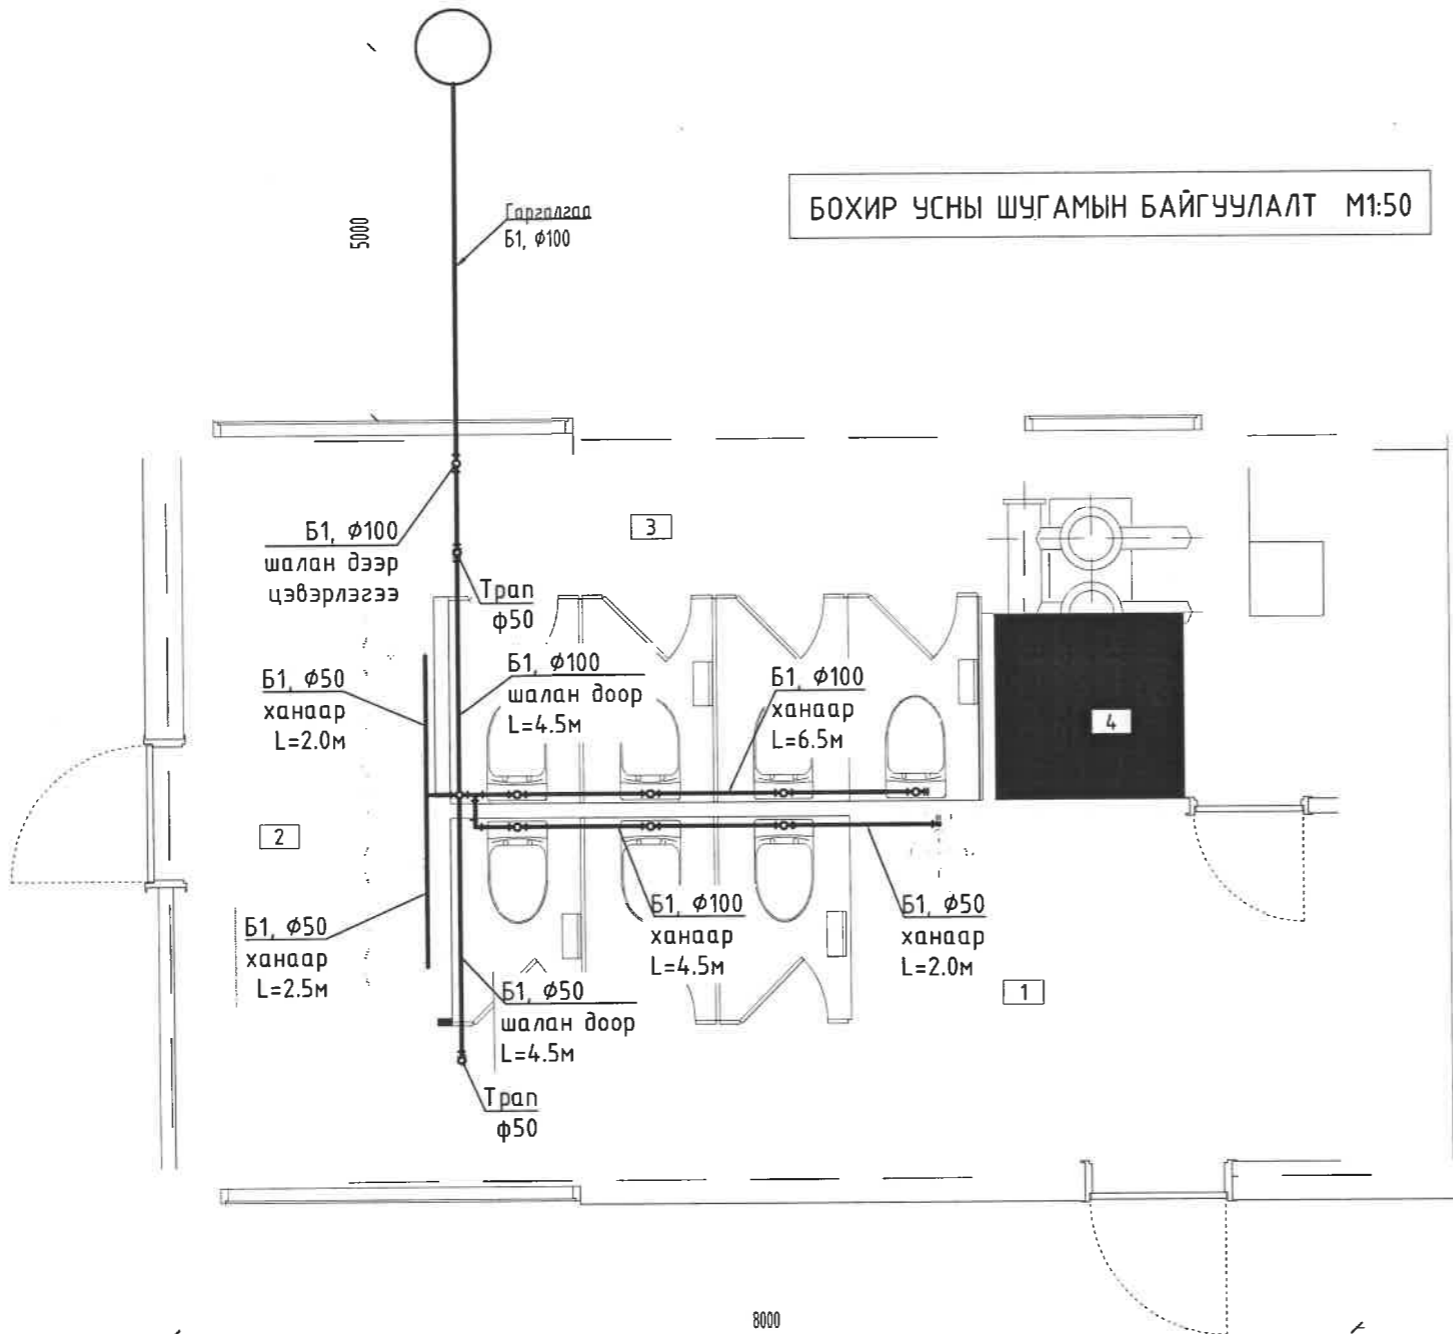 БОХИР УСНЫ ШУГАМЫН БАЙГУУЛАЛТ М1:50
5000
Гаргалгаа
Б1, Ф100
Б1, Ф100
шалан дээр
цэвэрлэгээ
3
Трап
ф50
Б1, Ф50
ханаар
L=2.0м
Б1, Ф100
шалан доор
L=4.5м
Б1, Ф100
ханаар
L=6.5м
4
2
Б1, Ф50
ханаар
L=2.5м
Б1, Ф100
ханаар
L=4.5м
Б1, Ф50
ханаар
L=2.0м
Б1, Ф50
шалан доор
L=4.5м
1
Трап
ф50
8000